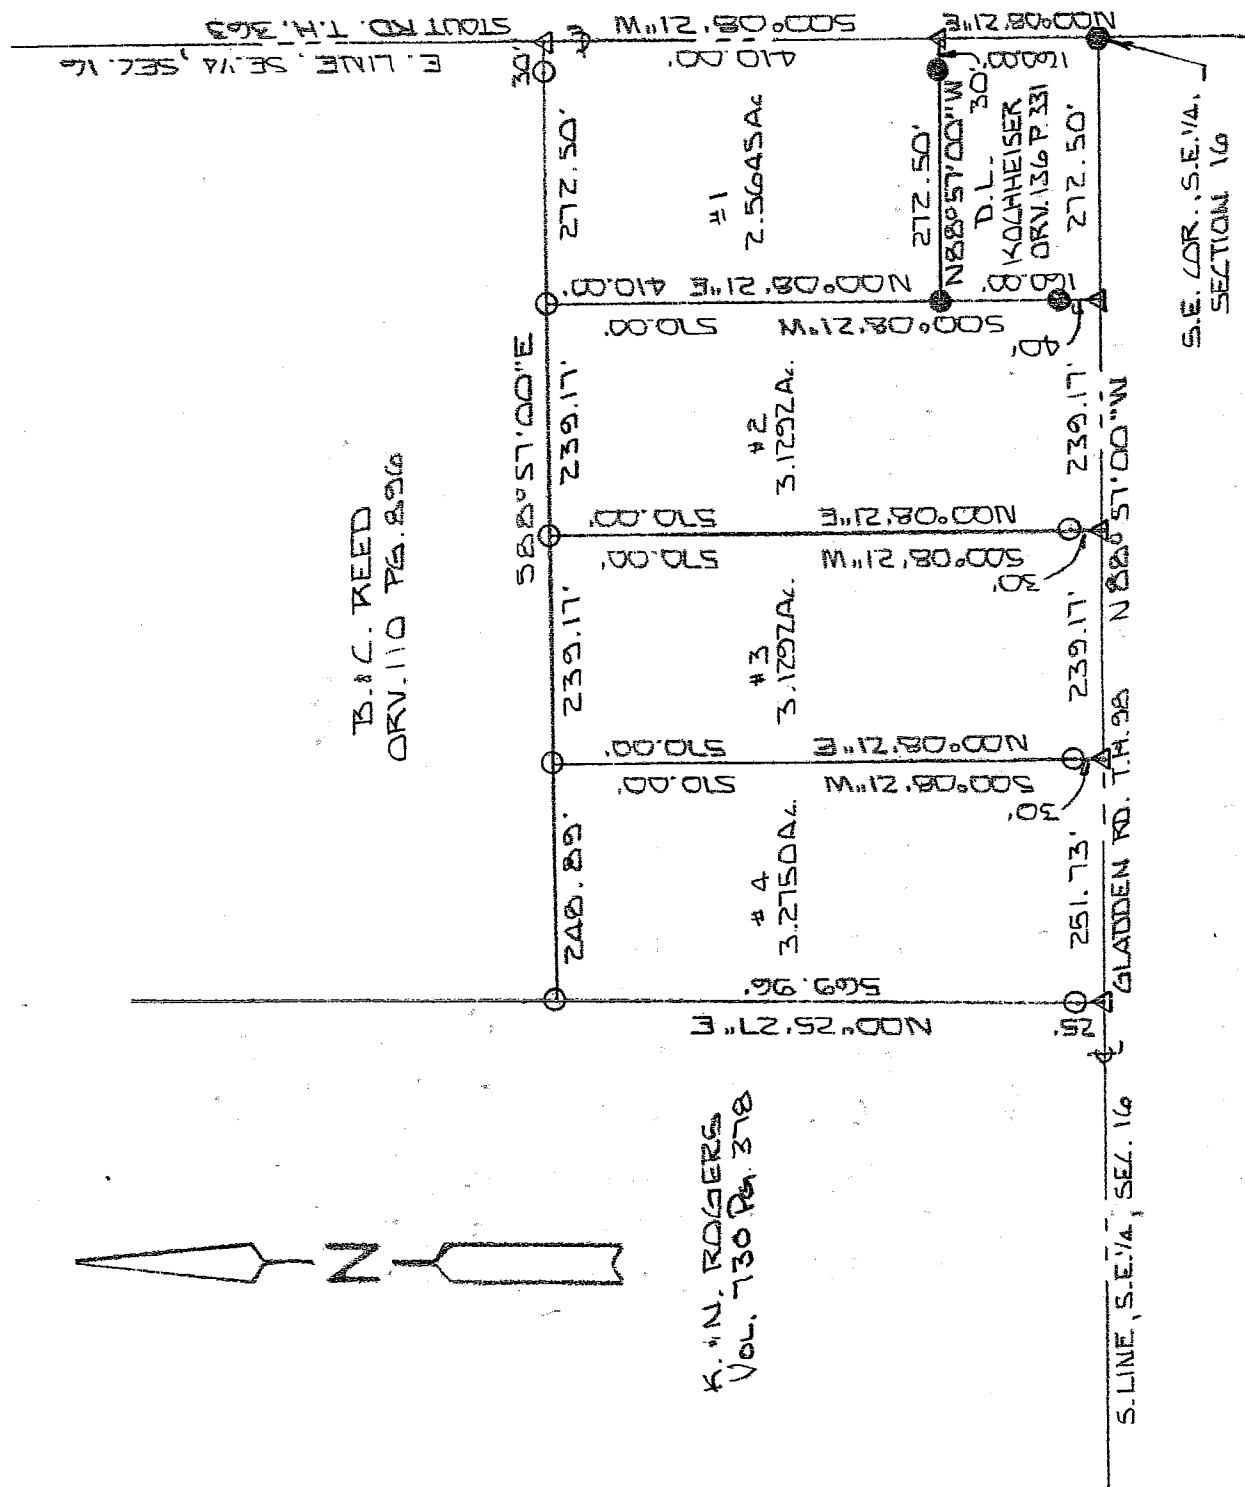 E. LINE, SE.1/4, SEC. 16
STOUT RD. T.H. 363
B. & C. REED
ORV. 110 PG. 896
S88°57'00"E
248.89'
239.17'
239.17'
272.50'
30'
S00°08'21"W
410.00'
N00°25'27"E
569.96'
25'
# 4
3.2750Ac.
S00°08'21"W
570.00'
N00°08'21"E
570.00'
30'
# 3
3.1292Ac.
S00°08'21"W
570.00'
N00°08'21"E
570.00'
30'
# 2
3.1292Ac.
S00°08'21"W
570.00'
N00°08'21"E 410.00'
160.00'
40'
# 1
2.5645Ac
272.50'
N88°57'00"W
30'
D.L.
KOCHHEISER
ORV. 136 P. 331
272.50'
N00°08'21"E
160.00'
251.73'
239.17'
239.17'
GLADDEN RD. T.H. 98
N88°57'00"W
K. & N. ROGERS
VOL. 730 PG. 378
N
S. LINE, S.E.1/4, SEC. 16
S.E. COR., S.E.1/4,
SECTION 16